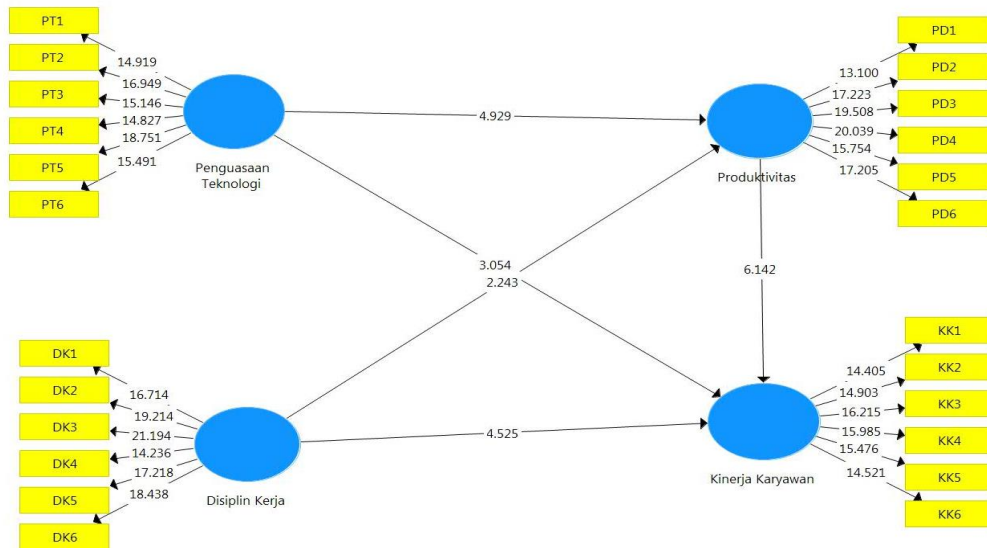 PT1
PT2
PT3
PT4
PT5
PT6
14.919
16.949
15.146
14.827
18.751
15.491
Penguasaan
Teknologi
4.929
PD1
PD2
PD3
PD4
PD5
PD6
13.100
17.223
19.508
20.039
15.754
17.205
Produktivitas
3.054
2.243
6.142
DK1
DK2
DK3
DK4
DK5
DK6
16.714
19.214
21.194
14.236
17.218
18.438
Disiplin Kerja
4.525
KK1
KK2
KK3
KK4
KK5
KK6
14.405
14.903
16.215
15.985
15.476
14.521
Kinerja Karyawan